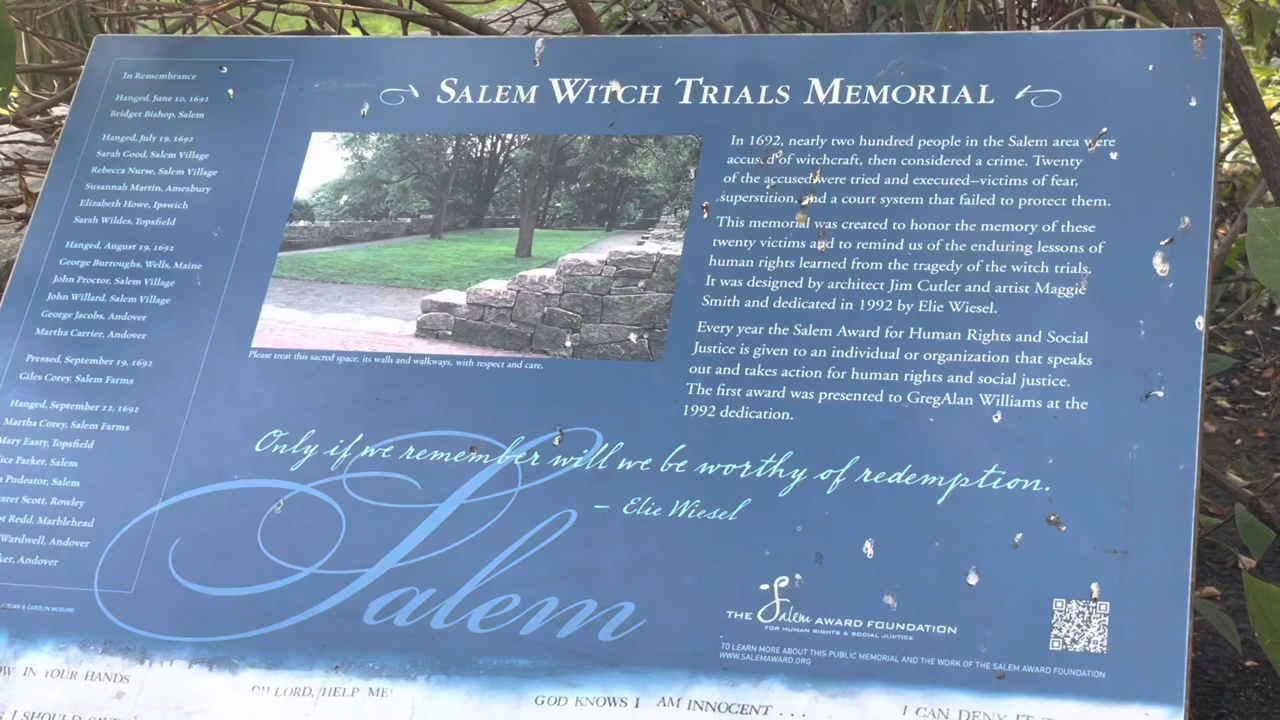 In Remembrance
Hanged, June 10, 1692
Bridget Bishop, Salem
Hanged, July 19, 1692
Sarah Good, Salem Village
Rebecca Nurse, Salem Village
Susannah Martin, Amesbury
Elizabeth Howe, Ipswich
Sarah Wildes, Topsfield
Hanged, August 19, 1692
George Burroughs, Wells, Maine
John Proctor, Salem Village
John Willard, Salem Village
George Jacobs, Andover
Martha Carrier, Andover
Pressed, September 19, 1692
Giles Corey, Salem Farms
Hanged, September 22, 1692
Martha Corey, Salem Farms
Mary Easty, Topsfield
Parker, Salem
Pudeator, Salem
Scott, Rowley
Redd, Marblehead
Wardwell, Andover
Andover
& CAROLYN MCGUIRE
SALEM WITCH TRIALS MEMORIAL
Please treat this sacred space, its walls and walkways, with respect and care.
In 1692, nearly two hundred people in the Salem area were
accused of witchcraft, then considered a crime. Twenty
of the accused were tried and executed–victims of fear,
superstition, and a court system that failed to protect them.
This memorial was created to honor the memory of these
twenty victims and to remind us of the enduring lessons of
human rights learned from the tragedy of the witch trials.
It was designed by architect Jim Cutler and artist Maggie
Smith and dedicated in 1992 by Elie Wiesel.
Every year the Salem Award for Human Rights and Social
Justice is given to an individual or organization that speaks
out and takes action for human rights and social justice.
The first award was presented to GregAlan Williams at the
1992 dedication.
Only if we remember will we be worthy of redemption.
– Elie Wiesel
Salem
THE Salem AWARD FOUNDATION
FOR HUMAN RIGHTS & SOCIAL JUSTICE
TO LEARN MORE ABOUT THIS PUBLIC MEMORIAL AND THE WORK OF THE SALEM AWARD FOUNDATION
WWW.SALEMAWARD.ORG
IN YOUR HANDS
OH LORD, HELP ME!
GOD KNOWS I AM INNOCENT . . .
I CAN DENY IT
I SHOULD